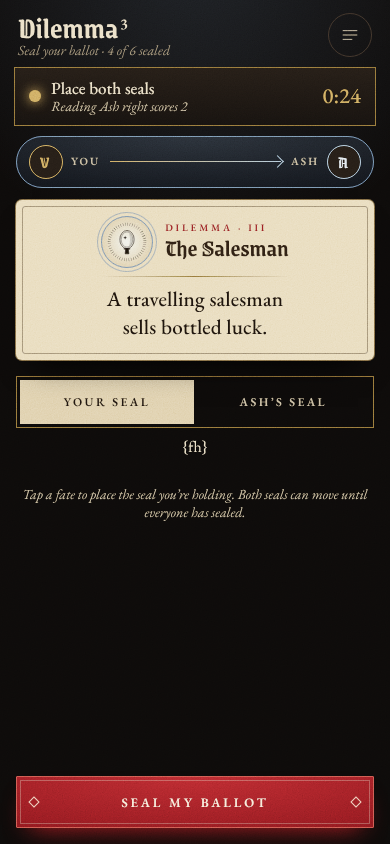 Dilemma³
Seal your ballot · 4 of 6 sealed
Place both seals
Reading Ash right scores 2
0:24
V YOU ASH A
DILEMMA · III
The Salesman
A travelling salesman
sells bottled luck.
YOUR SEAL ASH'S SEAL
{fh}
Tap a fate to place the seal you're holding. Both seals can move until
everyone has sealed.
SEAL MY BALLOT